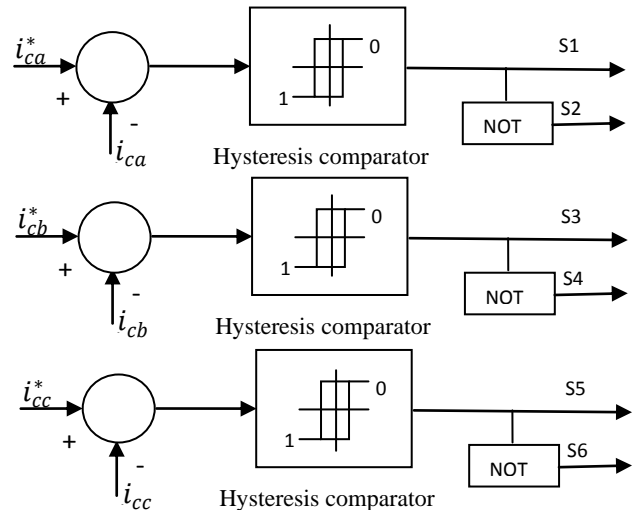 i*ca
+
-
ica
0
1
Hysteresis comparator
S1
NOT
S2
i*cb
+
-
icb
0
1
Hysteresis comparator
S3
NOT
S4
i*cc
+
-
icc
0
1
Hysteresis comparator
S5
NOT
S6